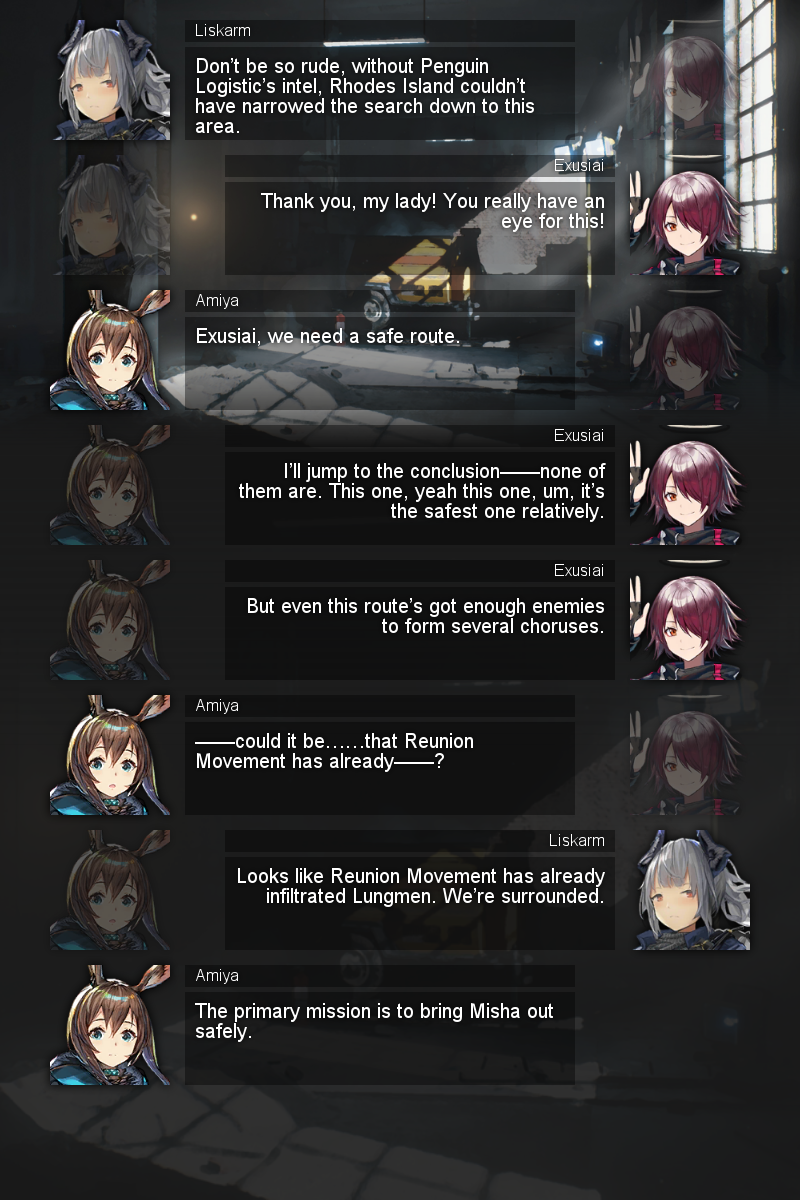 Liskarm
Don't be so rude, without Penguin
Logistic's intel, Rhodes Island couldn't
have narrowed the search down to this
area.
Exusiai
Thank you, my lady! You really have an
eye for this!
Amiya
Exusiai, we need a safe route.
Exusiai
I'll jump to the conclusion——none of
them are. This one, yeah this one, um, it's
the safest one relatively.
Exusiai
But even this route's got enough enemies
to form several choruses.
Amiya
——could it be……that Reunion
Movement has already——?
Liskarm
Looks like Reunion Movement has already
infiltrated Lungmen. We're surrounded.
Amiya
The primary mission is to bring Misha out
safely.